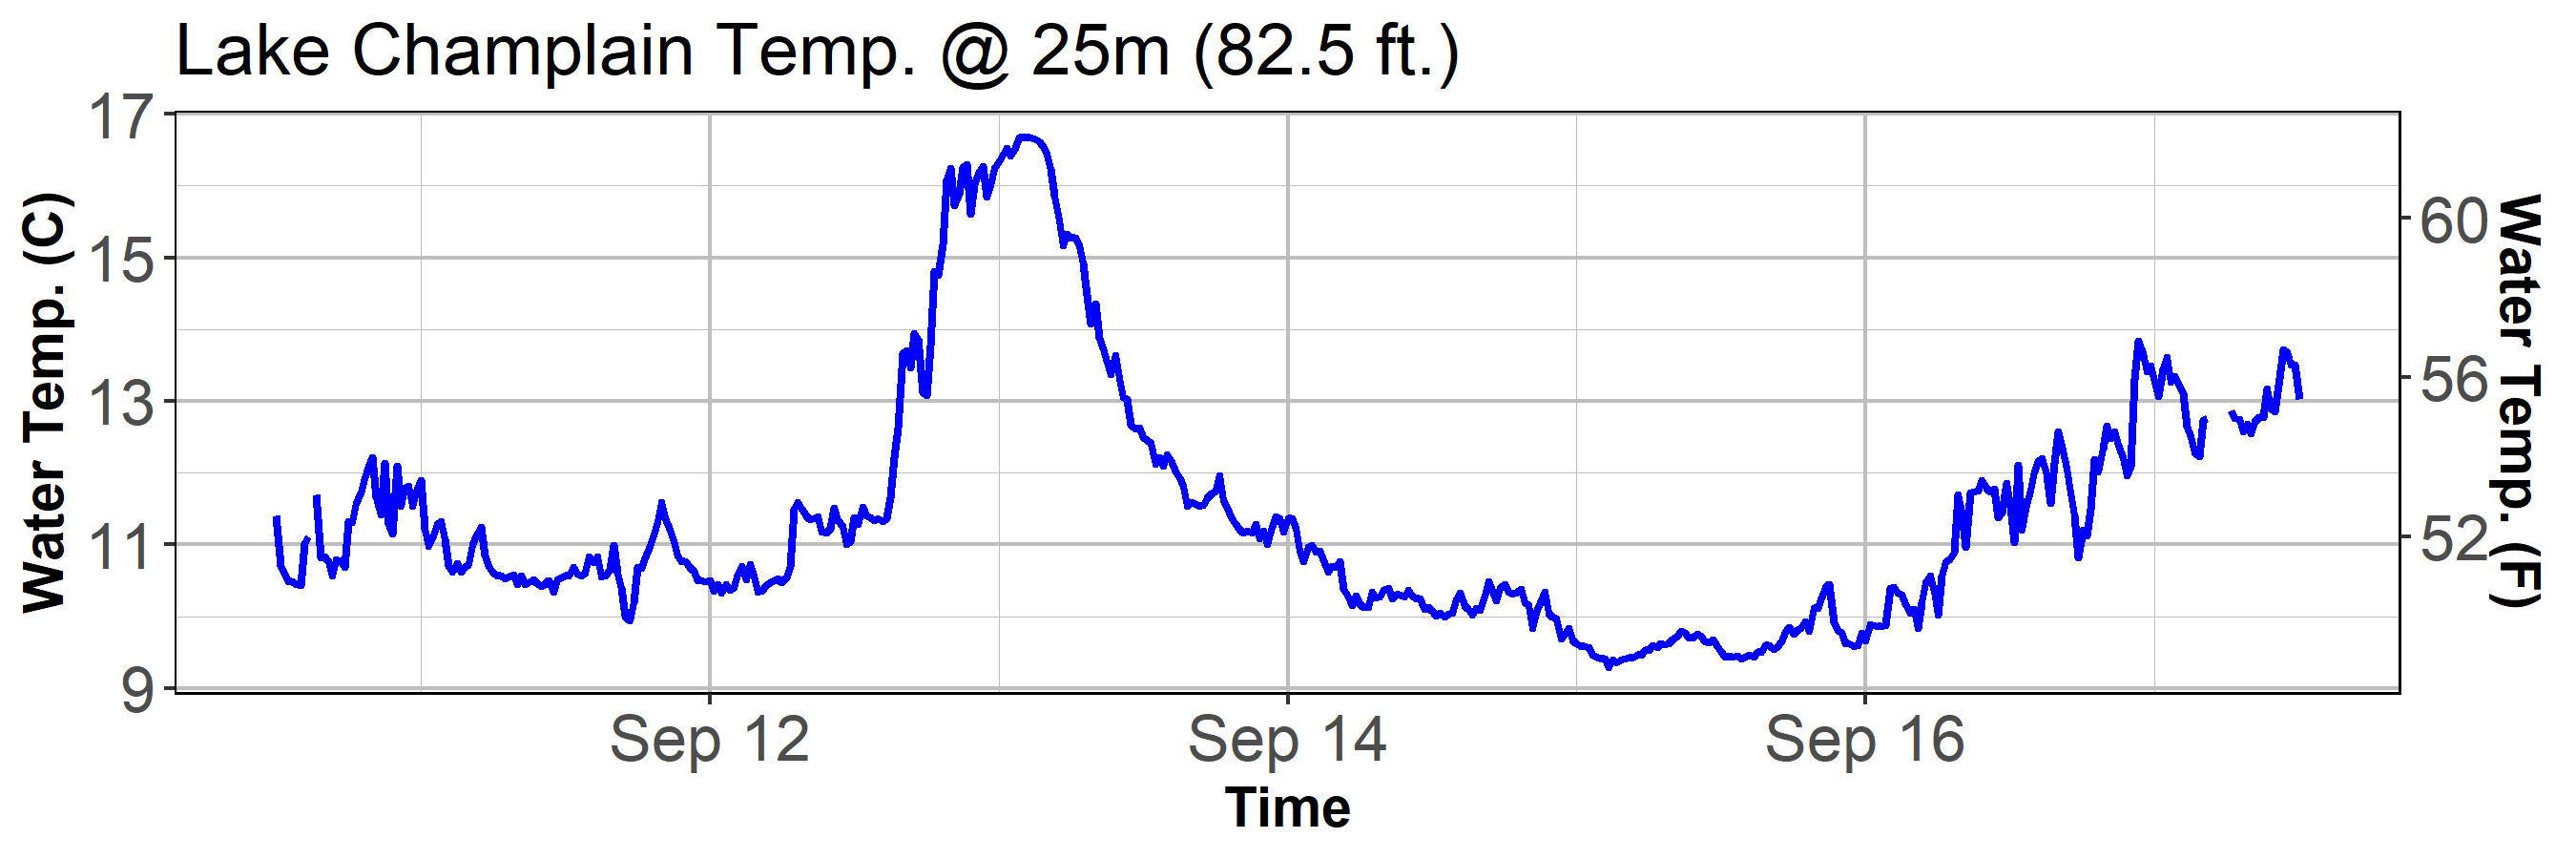 Lake Champlain Temp. @ 25m (82.5 ft.)
Water Temp. (C)
17
15
13
11
9
60
56
52
Water Temp. (F)
Sep 12
Sep 14
Sep 16
Time